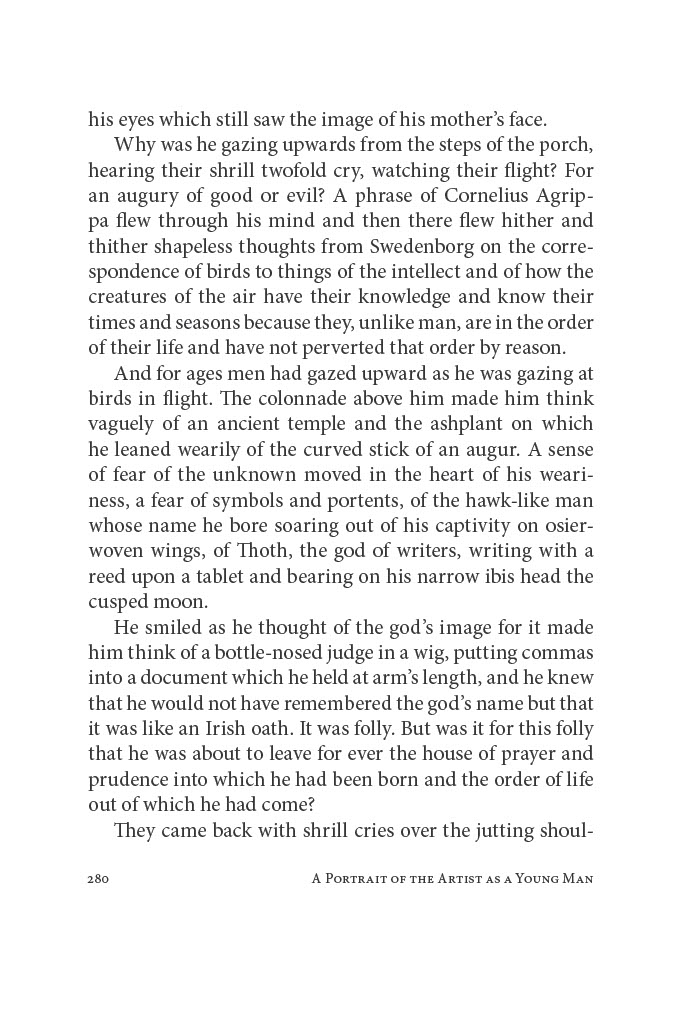 his eyes which still saw the image of his mother’s face.
Why was he gazing upwards from the steps of the porch,
hearing their shrill twofold cry, watching their flight? For
an augury of good or evil? A phrase of Cornelius Agrip-
pa flew through his mind and then there flew hither and
thither shapeless thoughts from Swedenborg on the corre-
spondence of birds to things of the intellect and of how the
creatures of the air have their knowledge and know their
times and seasons because they, unlike man, are in the order
of their life and have not perverted that order by reason.
And for ages men had gazed upward as he was gazing at
birds in flight. The colonnade above him made him think
vaguely of an ancient temple and the ashplant on which
he leaned wearily of the curved stick of an augur. A sense
of fear of the unknown moved in the heart of his weari-
ness, a fear of symbols and portents, of the hawk-like man
whose name he bore soaring out of his captivity on osier-
woven wings, of Thoth, the god of writers, writing with a
reed upon a tablet and bearing on his narrow ibis head the
cusped moon.
He smiled as he thought of the god’s image for it made
him think of a bottle-nosed judge in a wig, putting commas
into a document which he held at arm’s length, and he knew
that he would not have remembered the god’s name but that
it was like an Irish oath. It was folly. But was it for this folly
that he was about to leave for ever the house of prayer and
prudence into which he had been born and the order of life
out of which he had come?
They came back with shrill cries over the jutting shoul-
280 A Portrait of the Artist as a Young Man